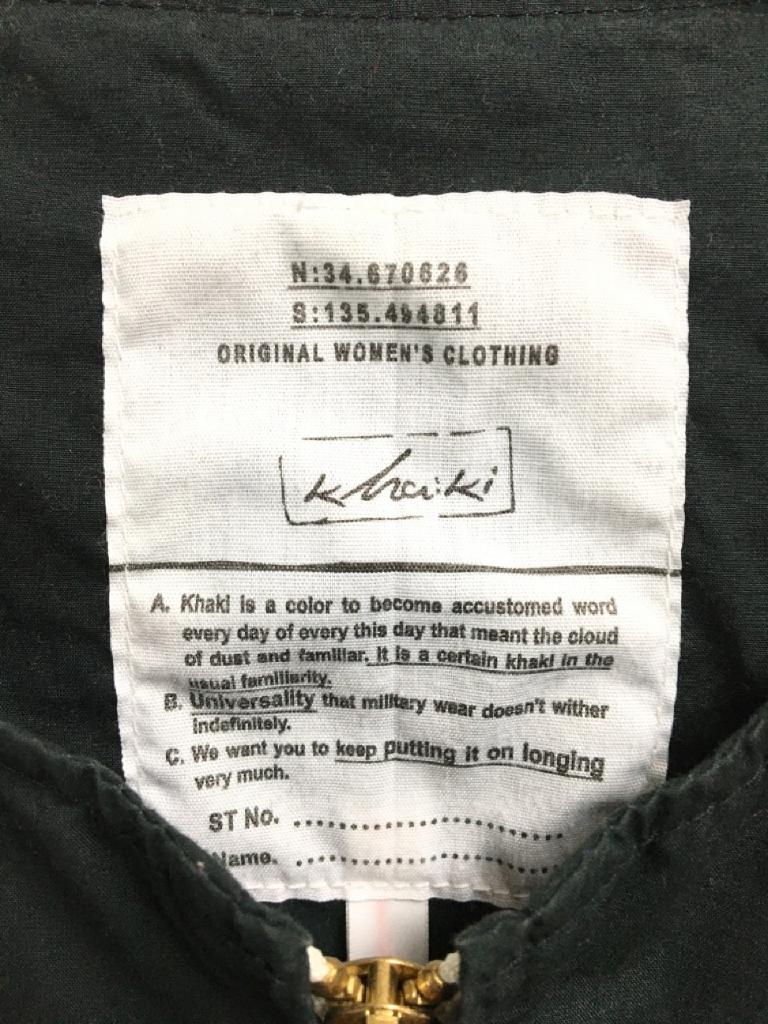 N:34.670626
S:135.494811
ORIGINAL WOMEN'S CLOTHING
khaki
A. Khaki is a color to become accustomed word
every day of every this day that meant the cloud
of dust and familiar. It is a certain khaki in the
usual familiarity.
B. Universality that military wear doesn't wither
indefinitely.
C. We want you to keep putting it on longing
very much.
ST No. ........................
Name. ........................